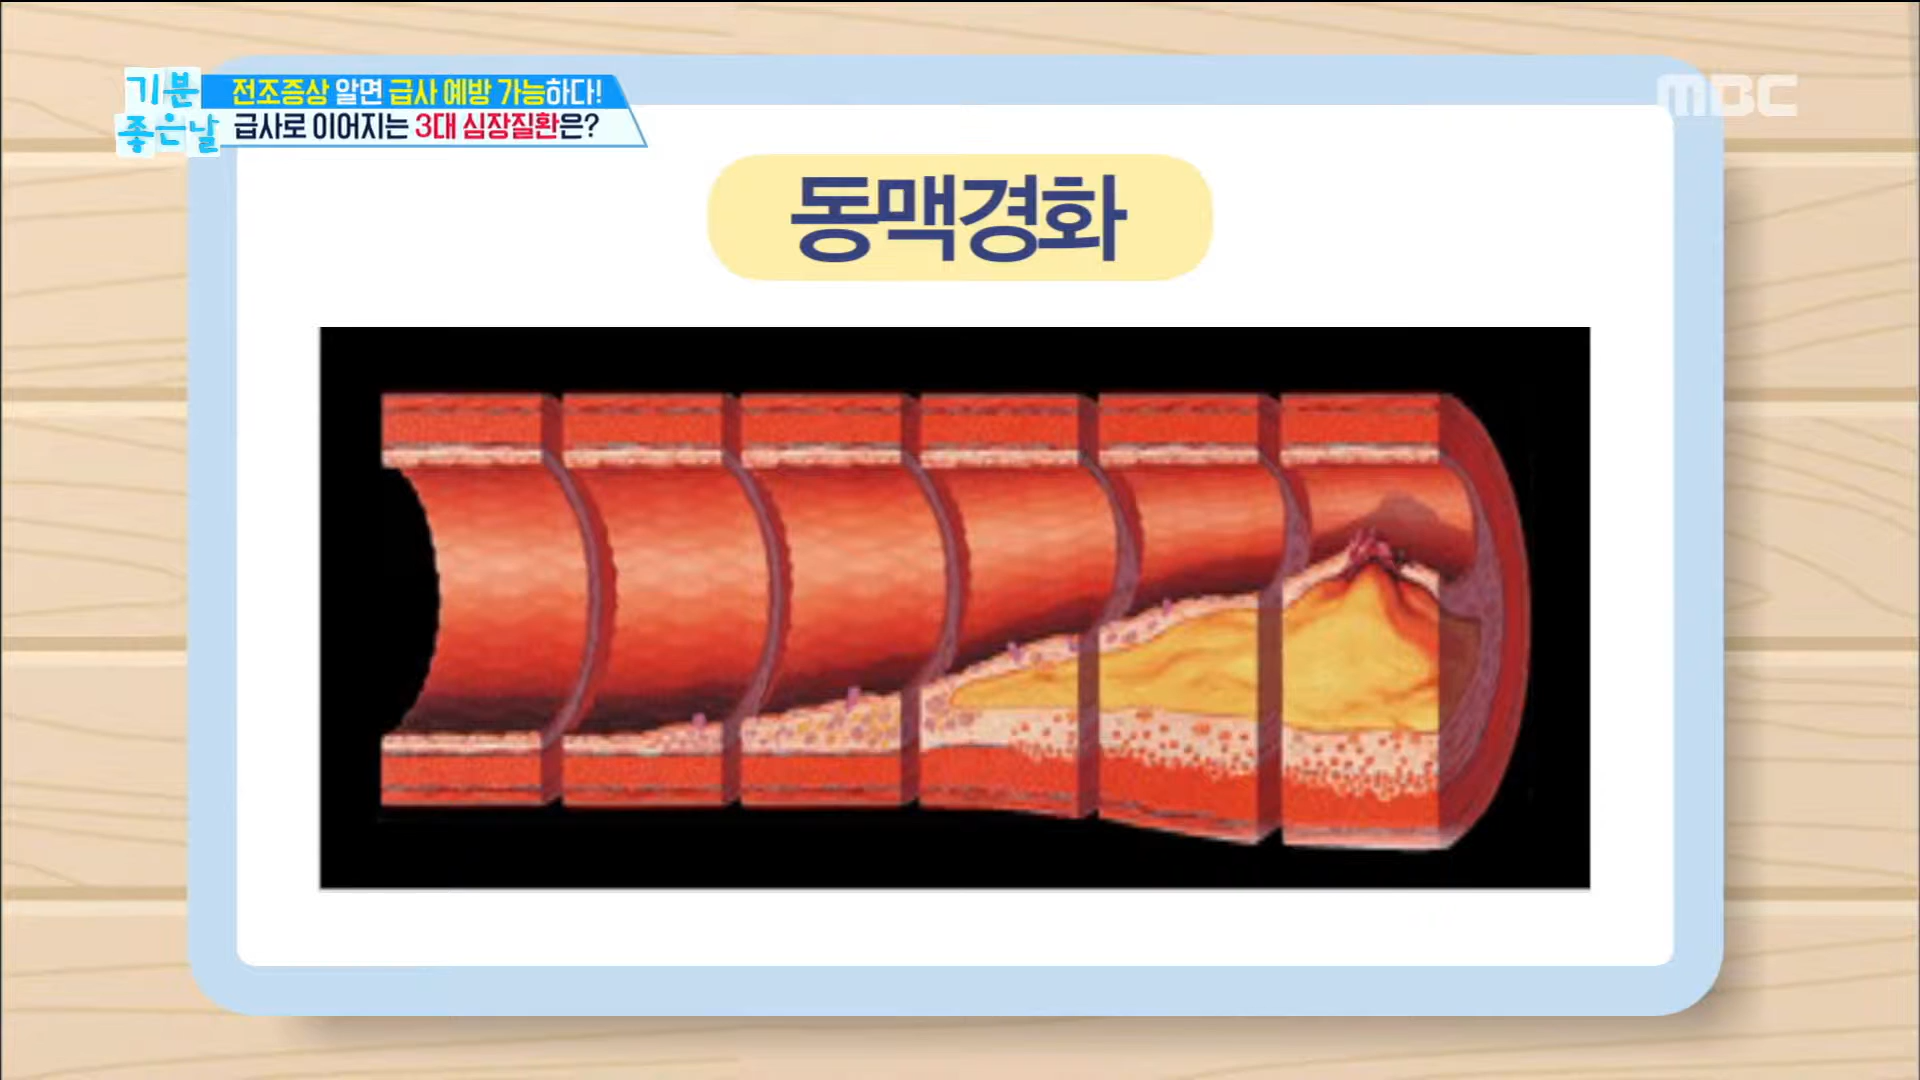 기분
좋은날
전조증상 알면 급사 예방 가능하다!
급사로 이어지는 3대 심장질환은?
MBC
동맥경화